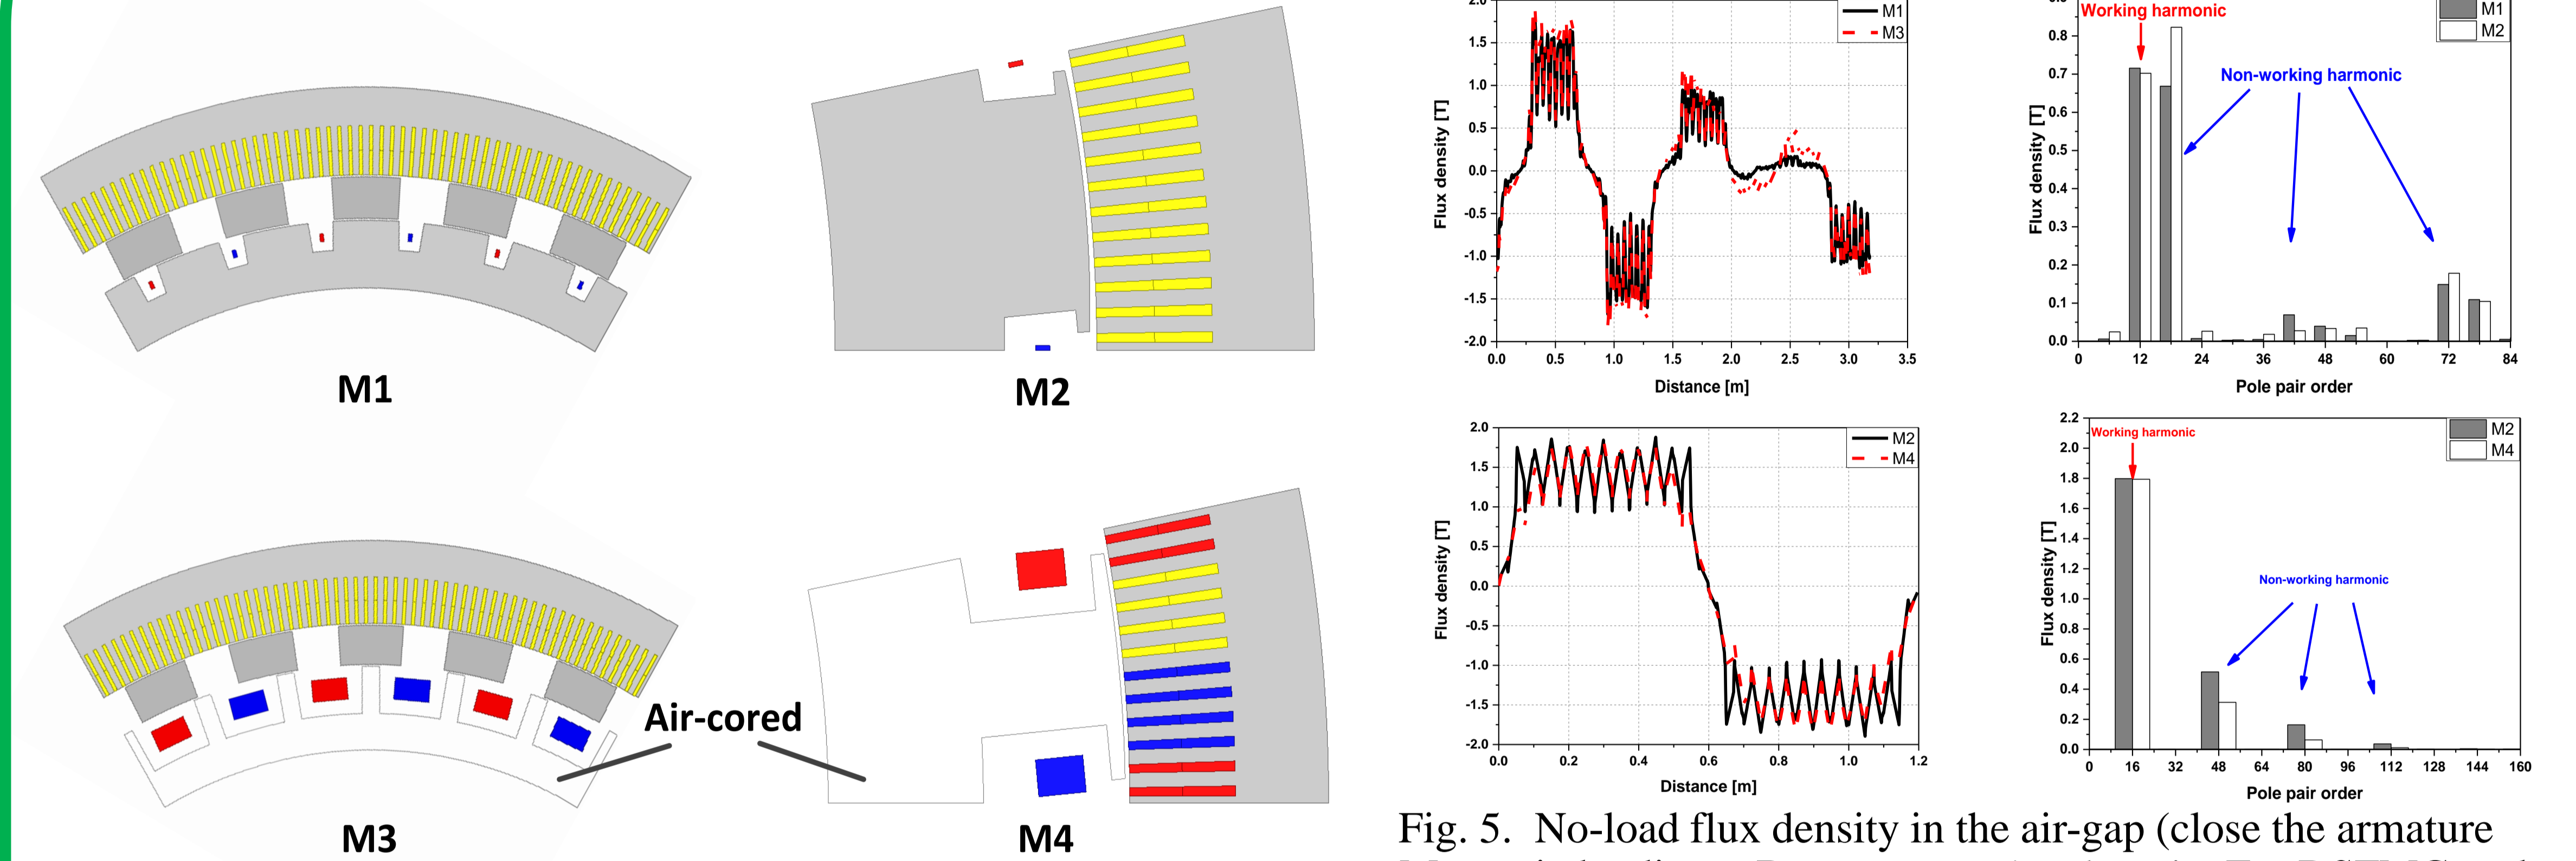 M1
M2
M3
Air-cored
M4
2.0
1.5
1.0
0.5
0.0
-0.5
-1.0
-1.5
-2.0
Flux density [T]
0.0 0.5 1.0 1.5 2.0 2.5 3.0 3.5
Distance [m]
M1
M3
Working harmonic
Non-working harmonic
M1
M2
0.8
0.7
0.6
0.5
0.4
0.3
0.2
0.1
0.0
Flux density [T]
0 12 24 36 48 60 72 84
Pole pair order
2.0
1.5
1.0
0.5
0.0
-0.5
-1.0
-1.5
-2.0
Flux density [T]
0.0 0.2 0.4 0.6 0.8 1.0 1.2
Distance [m]
M2
M4
2.2
2.0
1.8
1.6
1.4
1.2
1.0
0.8
0.6
0.4
0.2
0.0
Flux density [T]
Working harmonic
Non-working harmonic
M2
M4
0 16 32 48 64 80 96 112 128 144 160
Pole pair order
Fig. 5. No-load flux density in the air-gap (close the armature